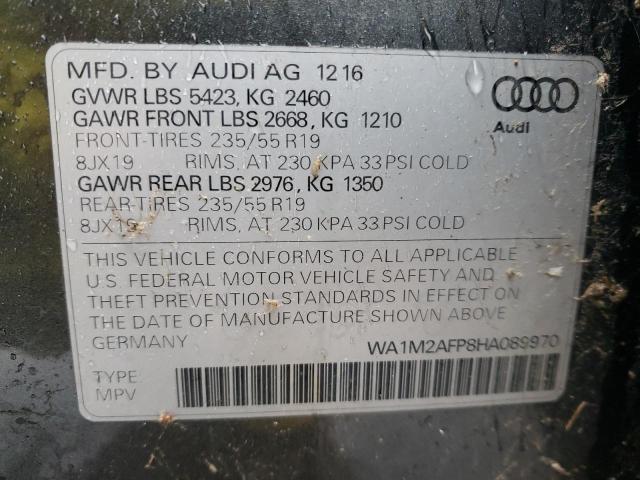 MFD. BY AUDI AG 12 16
GVWR LBS 5423, KG 2460
GAWR FRONT LBS 2668, KG 1210
FRONT-TIRES 235/55 R19
8JX19 RIMS, AT 230 KPA 33 PSI COLD
GAWR REAR LBS 2976, KG 1350
REAR-TIRES 235/55 R19
8JX19 RIMS, AT 230 KPA 33 PSI COLD
Audi
THIS VEHICLE CONFORMS TO ALL APPLICABLE
U.S. FEDERAL MOTOR VEHICLE SAFETY AND
THEFT PREVENTION STANDARDS IN EFFECT ON
THE DATE OF MANUFACTURE SHOWN ABOVE.
GERMANY WA1M2AFP8HA089970
TYPE:
MPV